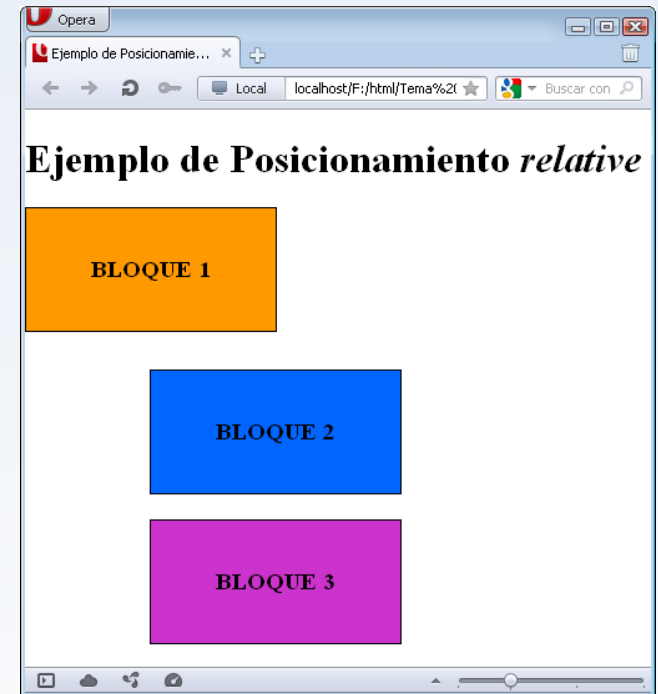 Opera
Ejemplo de Posicionamie...
Local localhost/F:/html/Tema%2( Buscar con
Ejemplo de Posicionamiento relative
BLOQUE 1
BLOQUE 2
BLOQUE 3